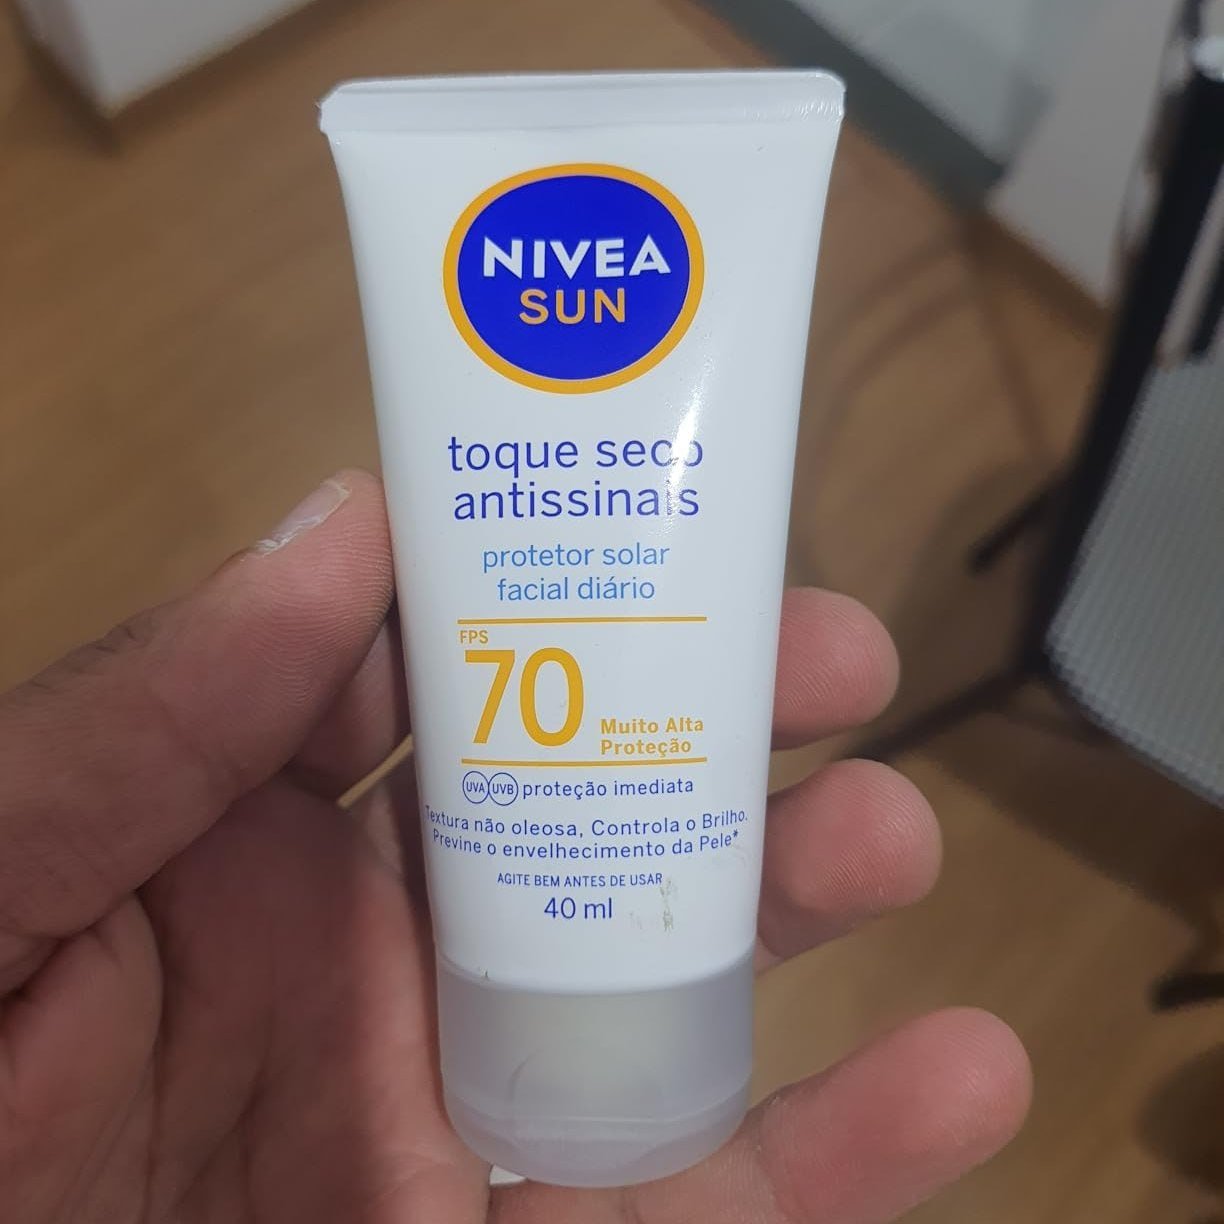 NIVEA
SUN
toque seco
antissinais
protetor solar
facial diário
FPS
70
Muito Alta
Proteção
UVA UVB proteção imediata
Textura não oleosa, Controla o Brilho.
Previne o envelhecimento da Pele*
AGITE BEM ANTES DE USAR
40 ml